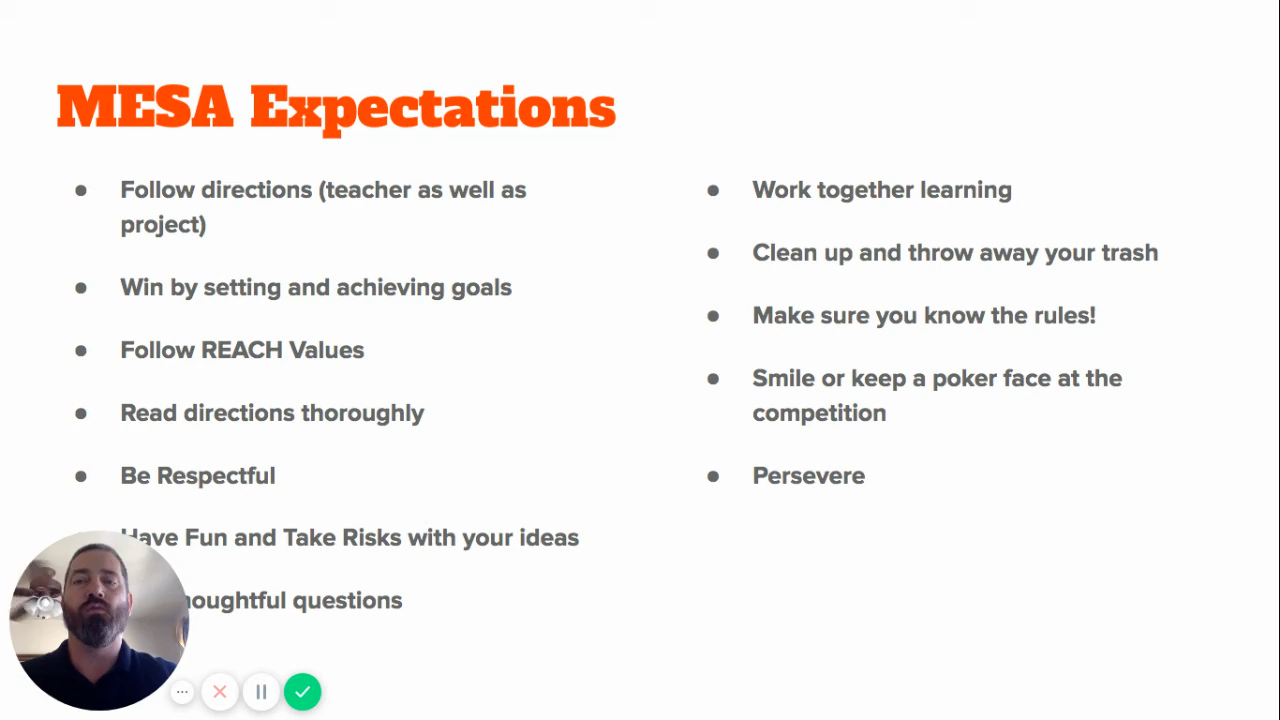 MESA Expectations
Follow directions (teacher as well as
project)
Win by setting and achieving goals
Follow REACH Values
Read directions thoroughly
Be Respectful
Have Fun and Take Risks with your ideas
questions
Work together learning
Clean up and throw away your trash
Make sure you know the rules!
Smile or keep a poker face at the
competition
Persevere